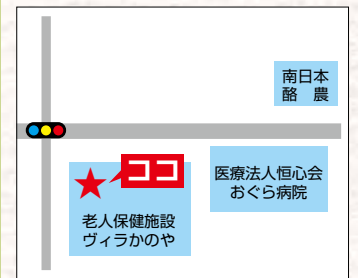 南日本
酪　農
ココ
医療法人恒心会
おぐら病院
老人保健施設
ヴィラかのや